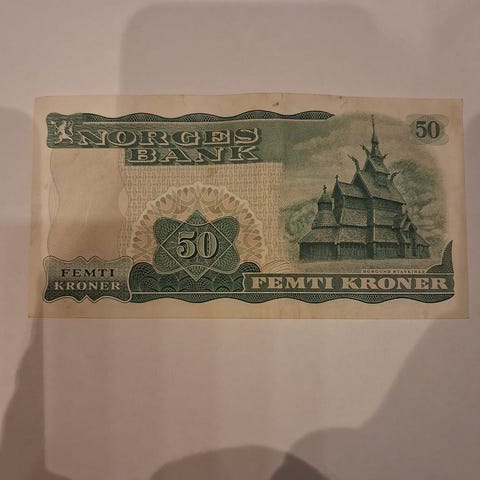 NORGES
BANK
50
50
BORGUND STAVKIRKE
FEMTI
KRONER
FEMTI KRONER